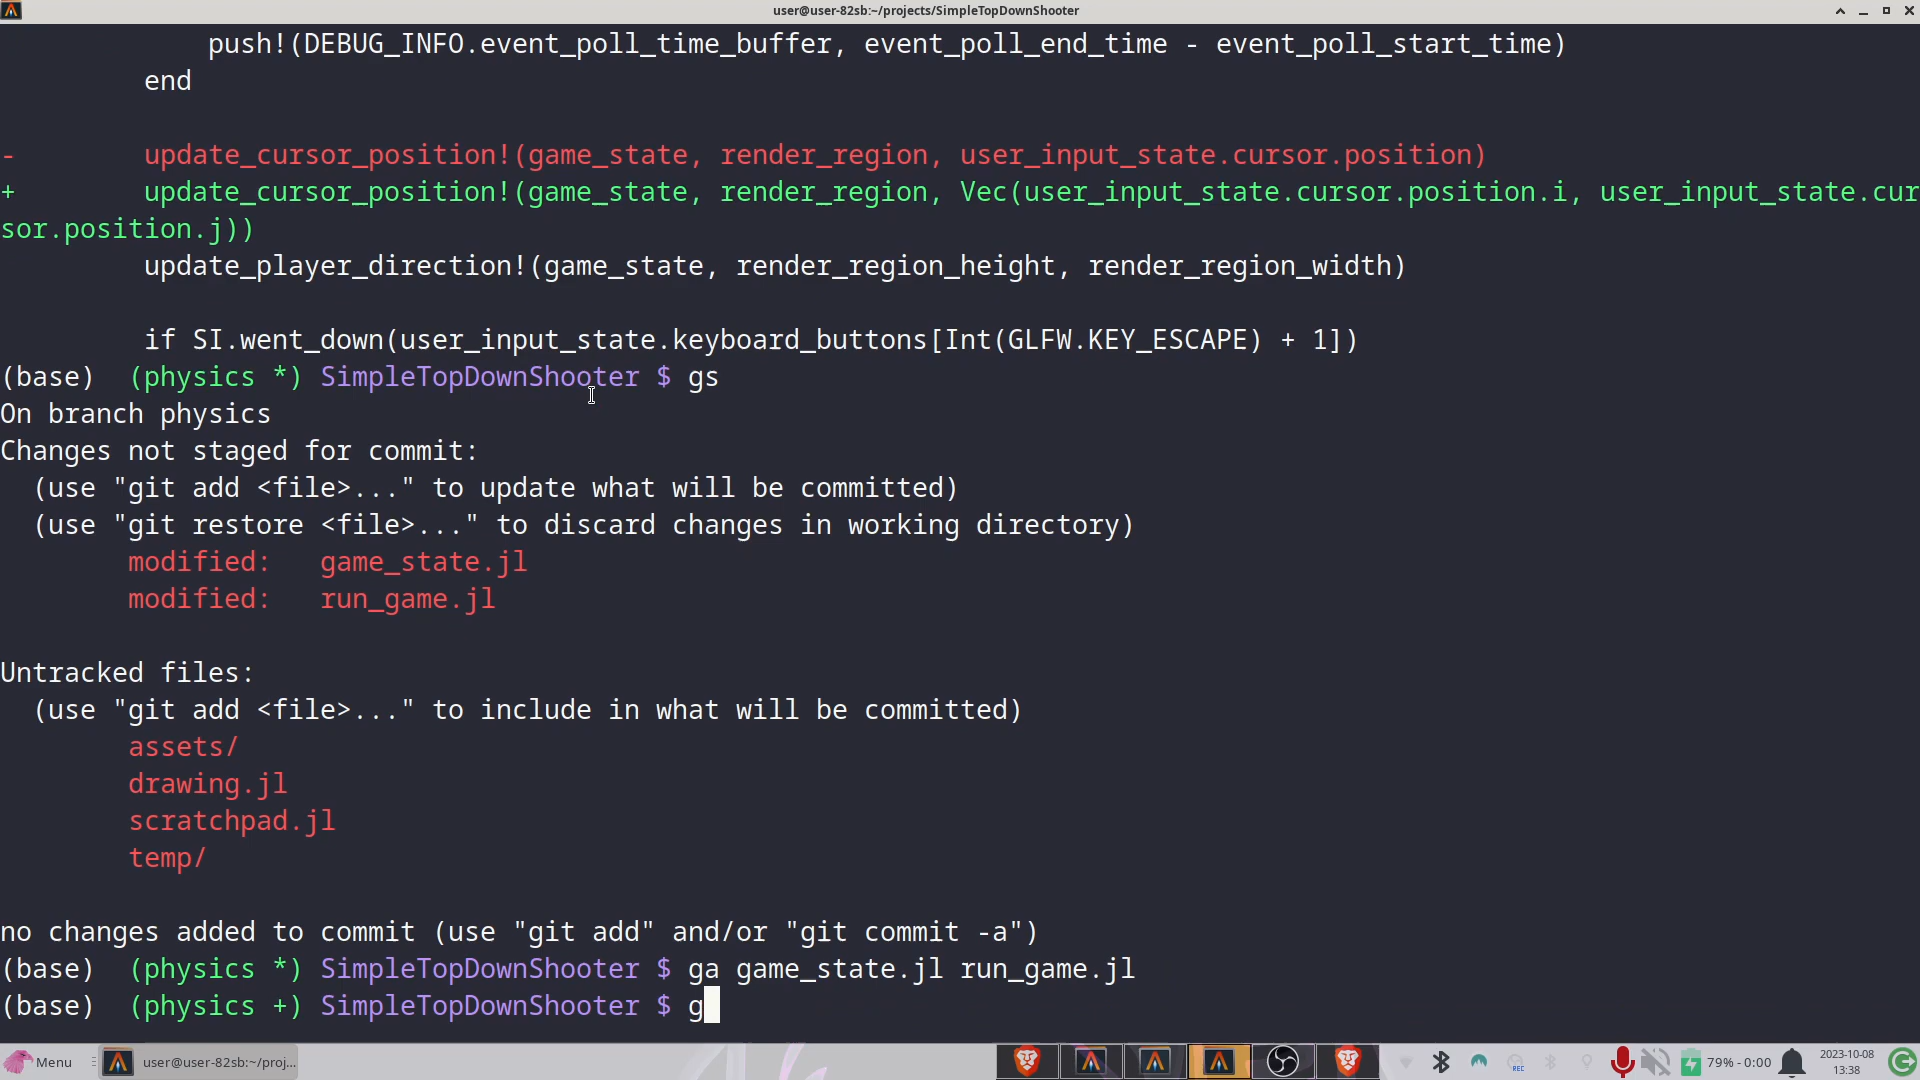 user@user-82sb:~/projects/SimpleTopDownShooter
            push!(DEBUG_INFO.event_poll_time_buffer, event_poll_end_time - event_poll_start_time)
        end
-        update_cursor_position!(game_state, render_region, user_input_state.cursor.position)
+        update_cursor_position!(game_state, render_region, Vec(user_input_state.cursor.position.i, user_input_state.cur
sor.position.j))
         update_player_direction!(game_state, render_region_height, render_region_width)
         if SI.went_down(user_input_state.keyboard_buttons[Int(GLFW.KEY_ESCAPE) + 1])
(base)  (physics *) SimpleTopDownShooter $ gs
On branch physics
Changes not staged for commit:
  (use "git add <file>..." to update what will be committed)
  (use "git restore <file>..." to discard changes in working directory)
        modified:   game_state.jl
        modified:   run_game.jl
Untracked files:
  (use "git add <file>..." to include in what will be committed)
        assets/
        drawing.jl
        scratchpad.jl
        temp/
no changes added to commit (use "git add" and/or "git commit -a")
(base)  (physics *) SimpleTopDownShooter $ ga game_state.jl run_game.jl
(base)  (physics +) SimpleTopDownShooter $ g
Menu
user@user-82sb:~/proj...
REC
79% - 0:00
2023-10-08
13:38